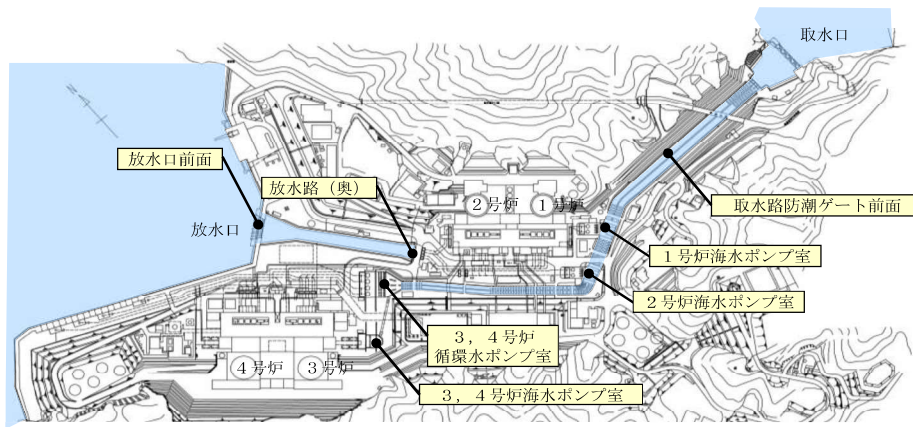 取水口
放水口前面
放水路（奥）
２号炉
１号炉
取水路防潮ゲート前面
放水口
１号炉海水ポンプ室
２号炉海水ポンプ室
３，４号炉
循環水ポンプ室
４号炉
３号炉
３，４号炉海水ポンプ室